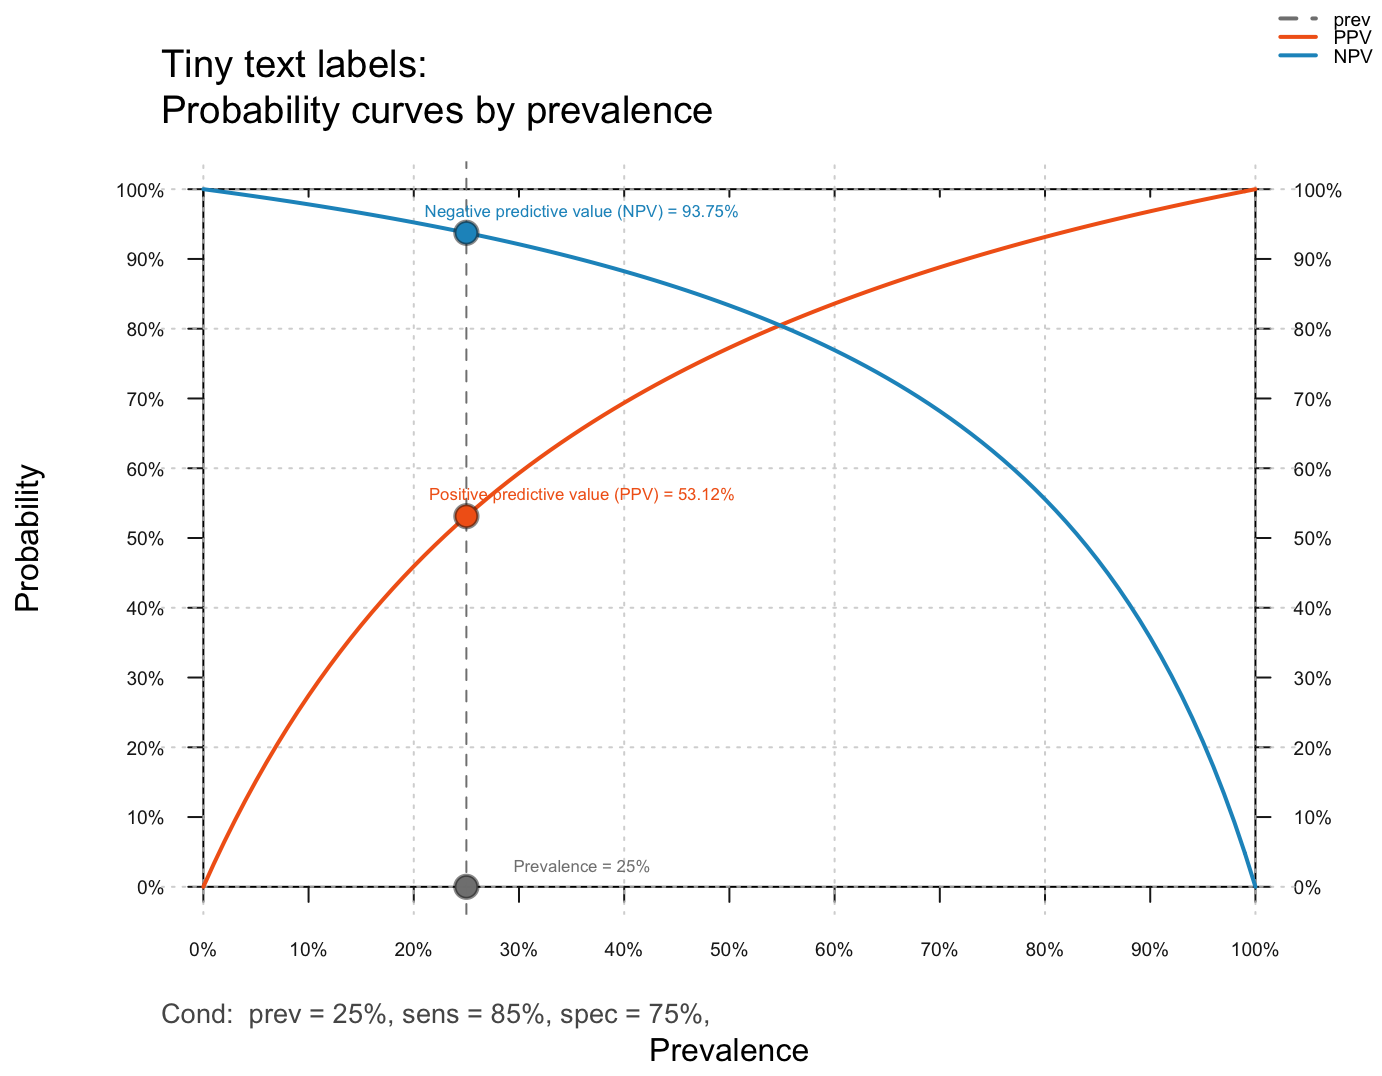 prev
PPV
NPV
Tiny text labels:
Probability curves by prevalence
100% 100%
Negative predictive value (NPV) = 93.75%
90% 90%
80% 80%
70% 70%
60% 60%
Positive predictive value (PPV) = 53.12%
50% 50%
40% 40%
30% 30%
20% 20%
10% 10%
Prevalence = 25%
0% 0%
Probability
0% 10% 20% 30% 40% 50% 60% 70% 80% 90% 100%
Cond:  prev = 25%, sens = 85%, spec = 75%,
Prevalence